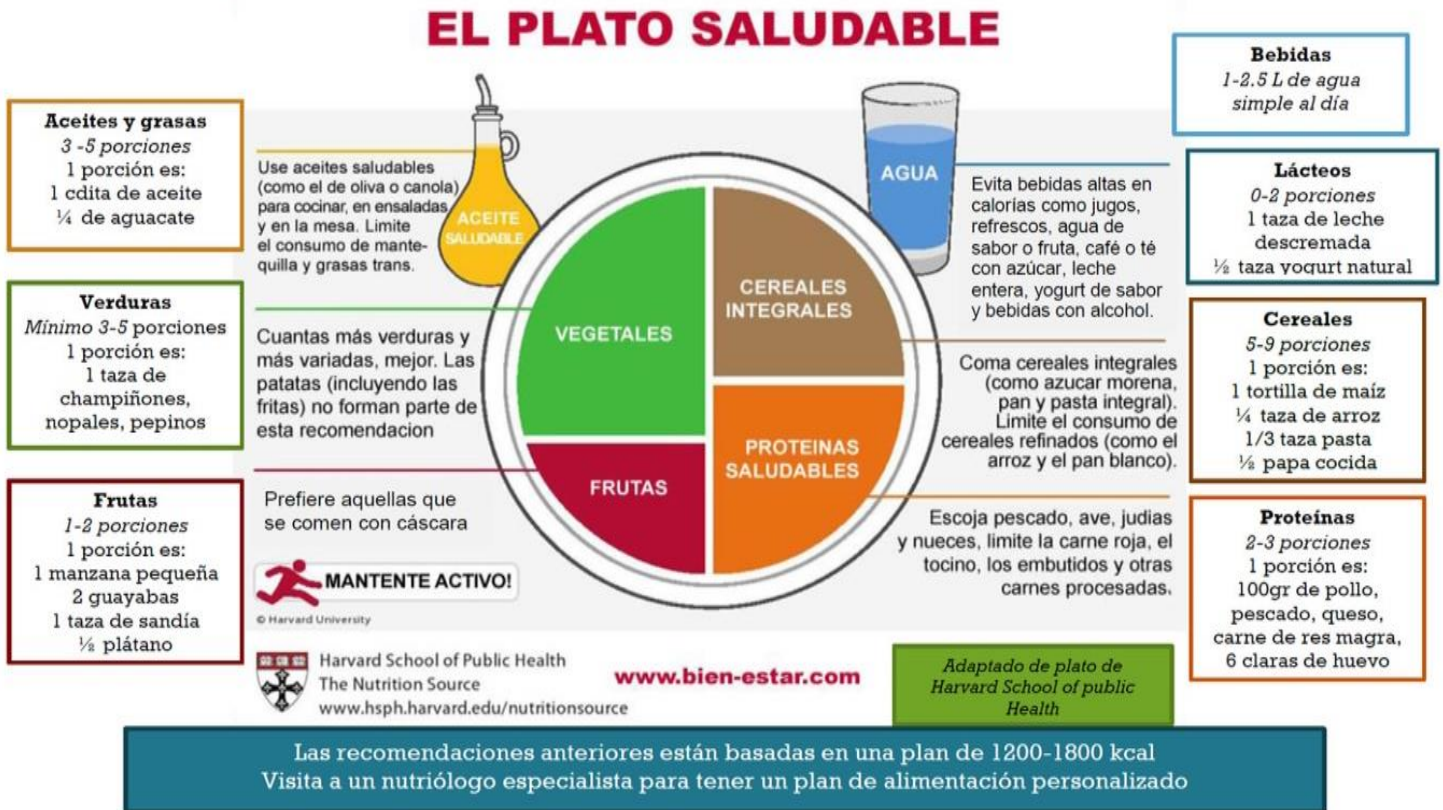 EL PLATO SALUDABLE
Aceites y grasas
3 -5 porciones
1 porción es:
1 cdita de aceite
¼ de aguacate
Verduras
Mínimo 3-5 porciones
1 porción es:
1 taza de
champiñones,
nopales, pepinos
Frutas
1-2 porciones
1 porción es:
1 manzana pequeña
2 guayabas
1 taza de sandía
½ plátano
Use aceites saludables
(como el de oliva o canola)
para cocinar, en ensaladas
y en la mesa. Limite
el consumo de mante-
quilla y grasas trans.
ACEITE
SALUDABLE
Cuantas más verduras y
más variadas, mejor. Las
patatas (incluyendo las
fritas) no forman parte de
esta recomendacion
Prefiere aquellas que
se comen con cáscara
MANTENTE ACTIVO!
© Harvard University
VEGETALES
FRUTAS
CEREALES
INTEGRALES
PROTEINAS
SALUDABLES
AGUA
Evita bebidas altas en
calorías como jugos,
refrescos, agua de
sabor o fruta, café o té
con azúcar, leche
entera, yogurt de sabor
y bebidas con alcohol.
Coma cereales integrales
(como azucar morena,
pan y pasta integral).
Limite el consumo de
cereales refinados (como el
arroz y el pan blanco).
Escoja pescado, ave, judias
y nueces, limite la carne roja, el
tocino, los embutidos y otras
carnes procesadas.
Bebidas
1-2.5 L de agua
simple al día
Lácteos
0-2 porciones
1 taza de leche
descremada
½ taza yogurt natural
Cereales
5-9 porciones
1 porción es:
1 tortilla de maíz
¼ taza de arroz
1/3 taza pasta
½ papa cocida
Proteínas
2-3 porciones
1 porción es:
100gr de pollo,
pescado, queso,
carne de res magra,
6 claras de huevo
Harvard School of Public Health
The Nutrition Source
www.hsph.harvard.edu/nutritionsource
www.bien-estar.com
Adaptado de plato de
Harvard School of public
Health
Las recomendaciones anteriores están basadas en una plan de 1200-1800 kcal
Visita a un nutriólogo especialista para tener un plan de alimentación personalizado